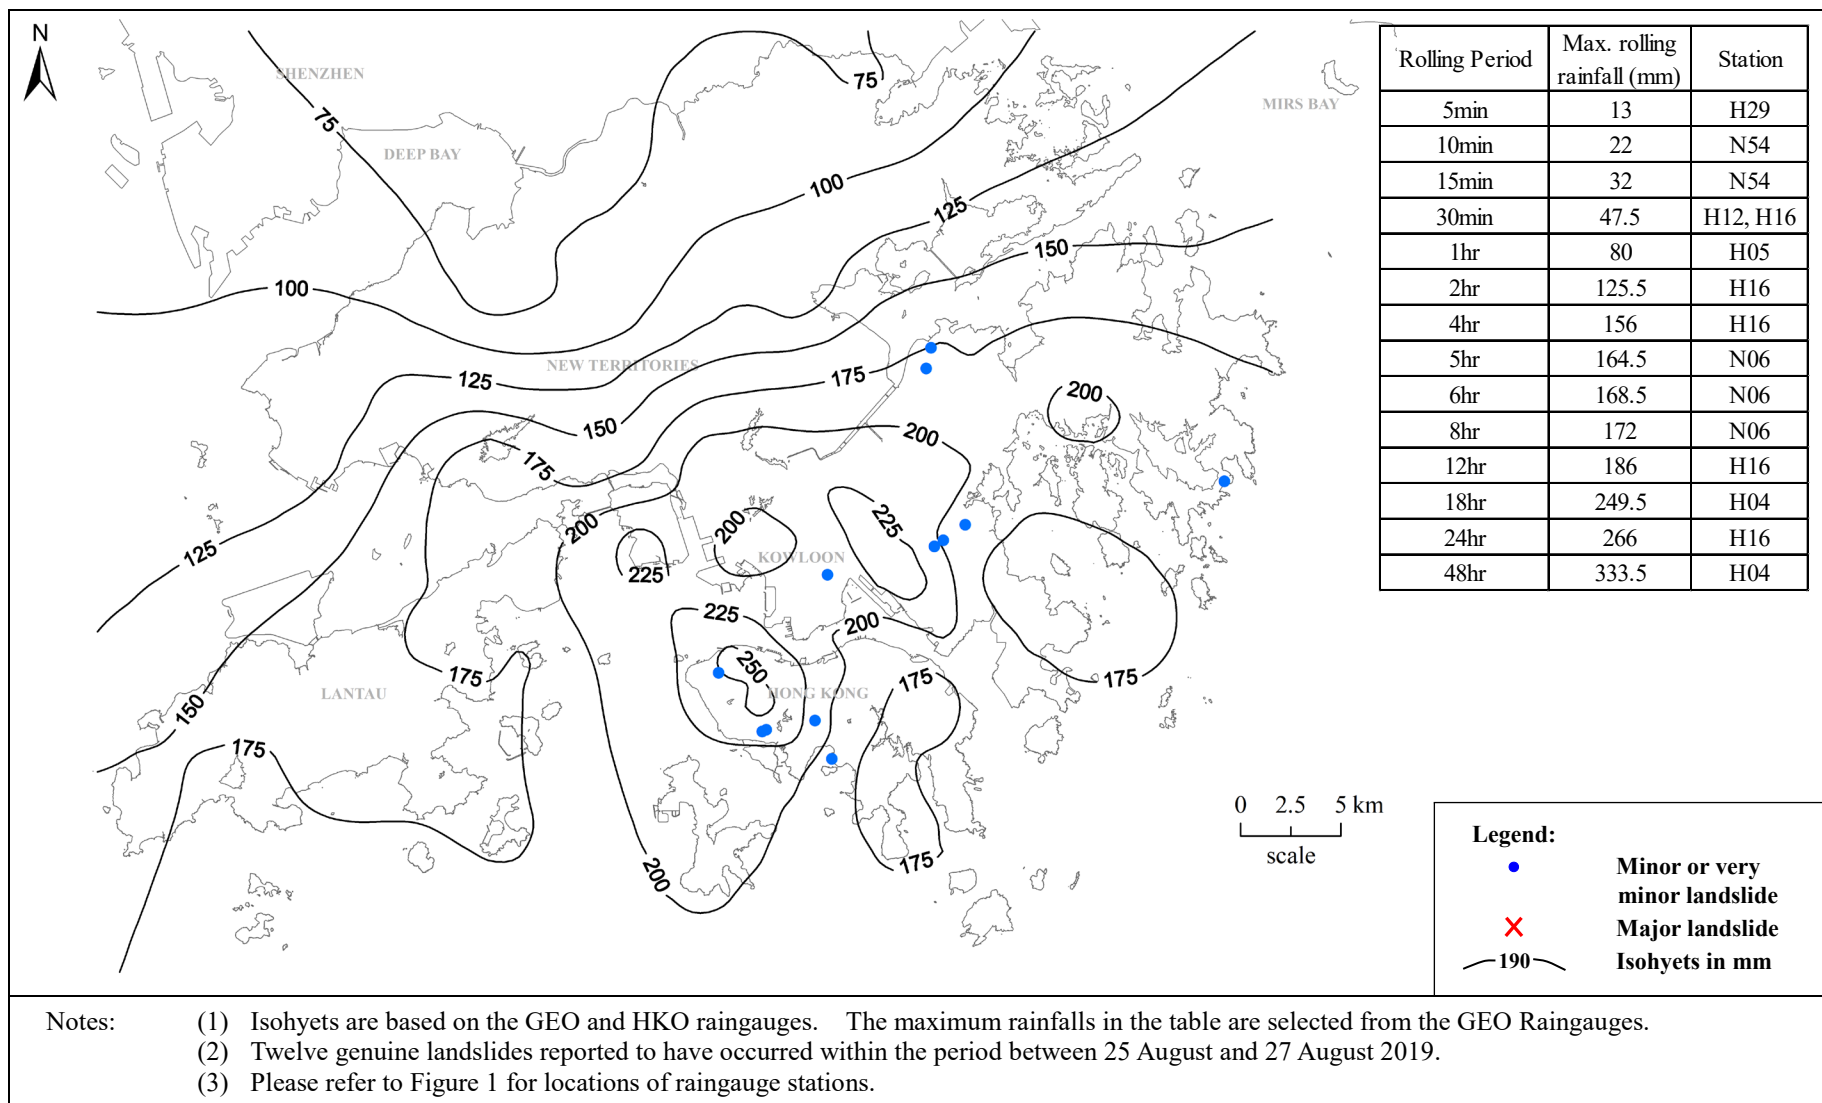 N
SHENZHEN
75
75
DEEP BAY
MIRS BAY
100
125
150
100
NEW TERRITORIES
125
175
200
150
200
175
225
200
200
125
KOWLOON
225
225
200
250
175
175
175
LANTAU
HONG KONG
150
175
200
175
Rolling Period Max. rolling rainfall (mm) Station
5min 13 H29
10min 22 N54
15min 32 N54
30min 47.5 H12, H16
1hr 80 H05
2hr 125.5 H16
4hr 156 H16
5hr 164.5 N06
6hr 168.5 N06
8hr 172 N06
12hr 186 H16
18hr 249.5 H04
24hr 266 H16
48hr 333.5 H04
0 2.5 5 km
scale
Legend:
Minor or very
minor landslide
Major landslide
190 Isohyets in mm
Notes: (1) Isohyets are based on the GEO and HKO raingauges. The maximum rainfalls in the table are selected from the GEO Raingauges.
(2) Twelve genuine landslides reported to have occurred within the period between 25 August and 27 August 2019.
(3) Please refer to Figure 1 for locations of raingauge stations.